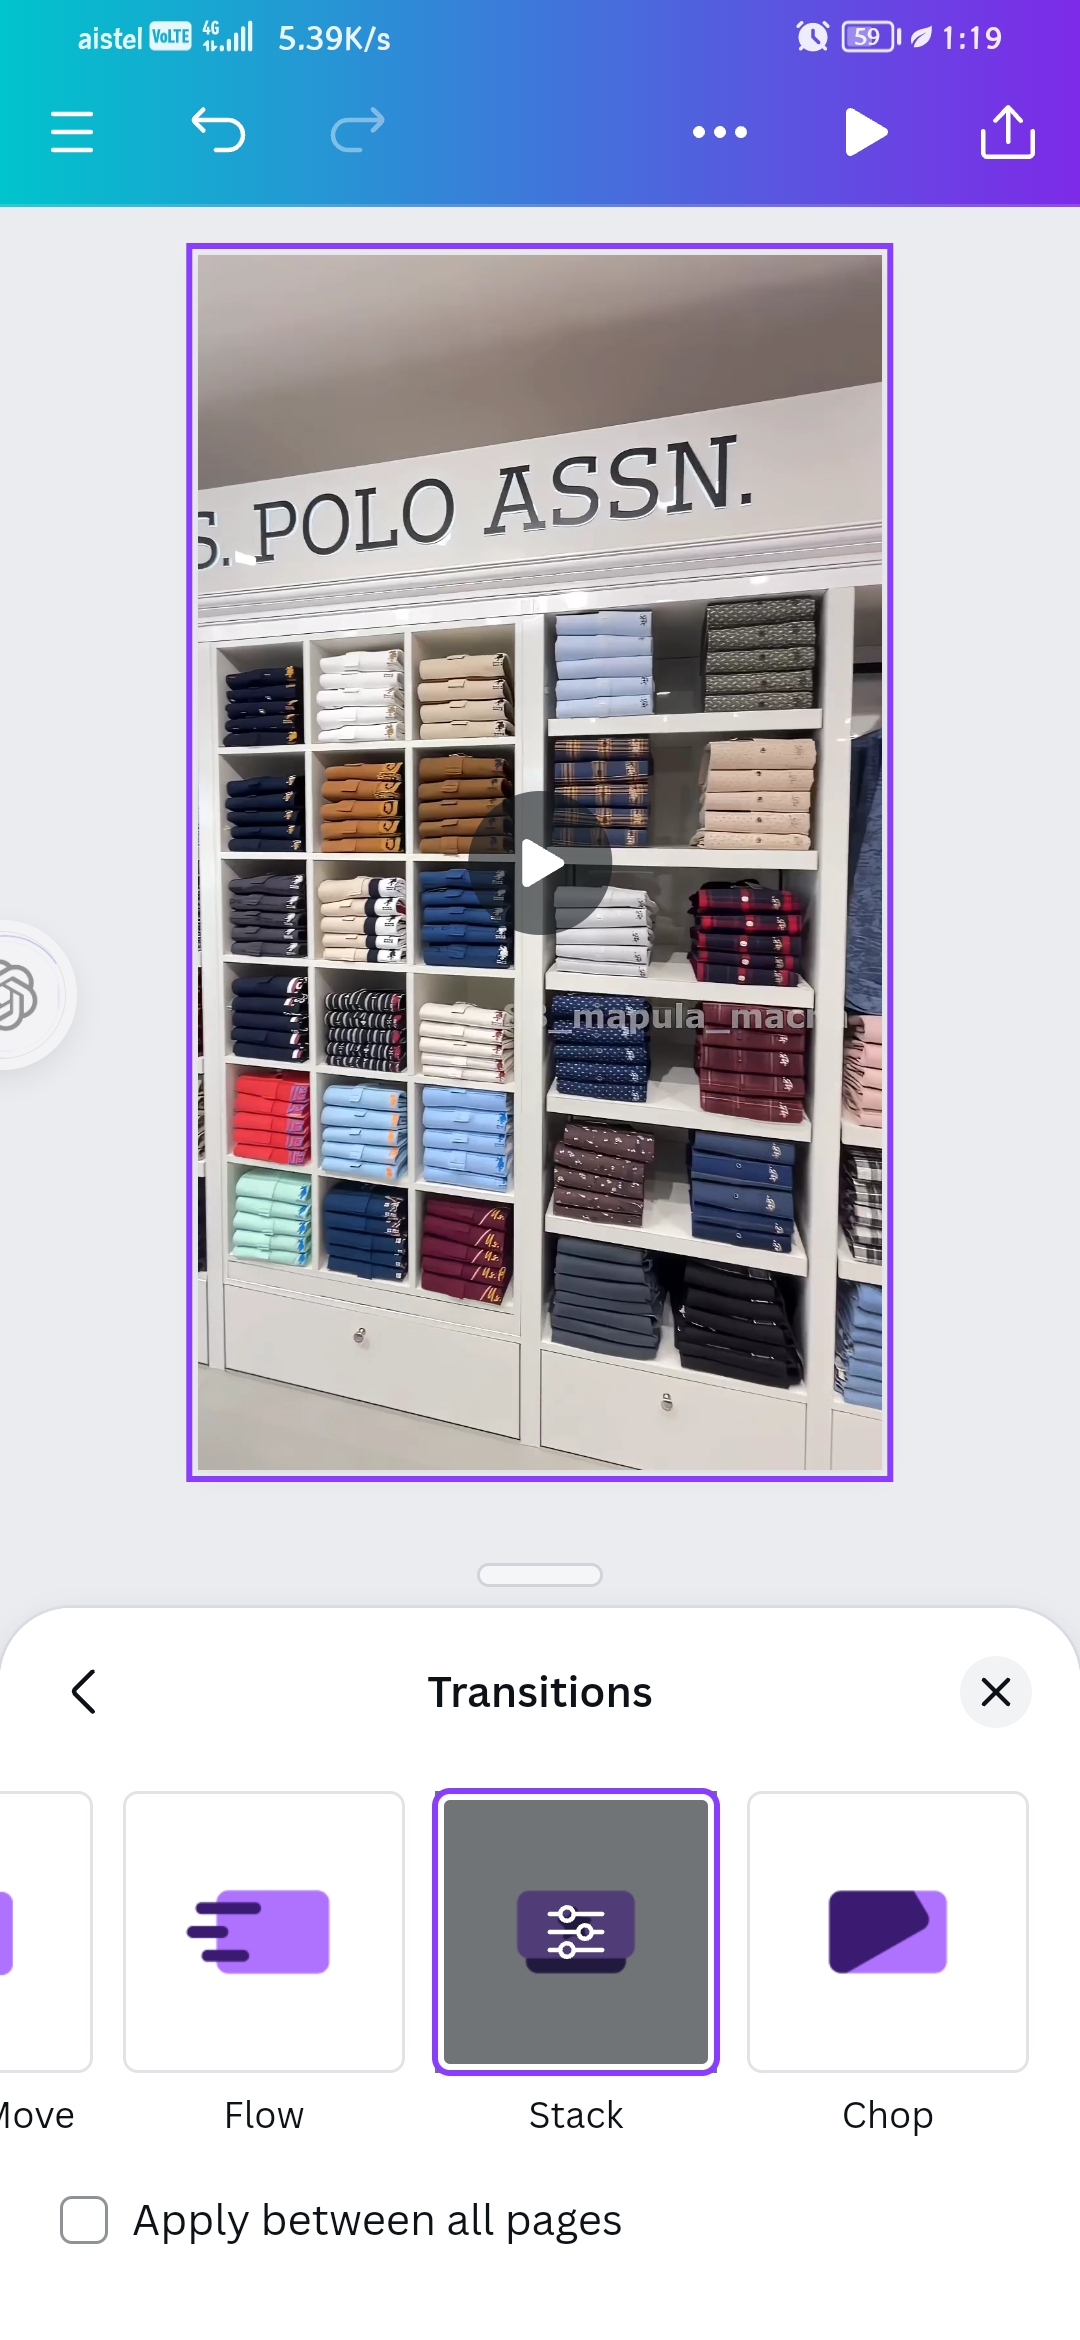 aistel VoLTE 4G 5.39K/s 59 1:19
S. POLO ASSN.
s_mapula_mach
Transitions
Move Flow Stack Chop
Apply between all pages